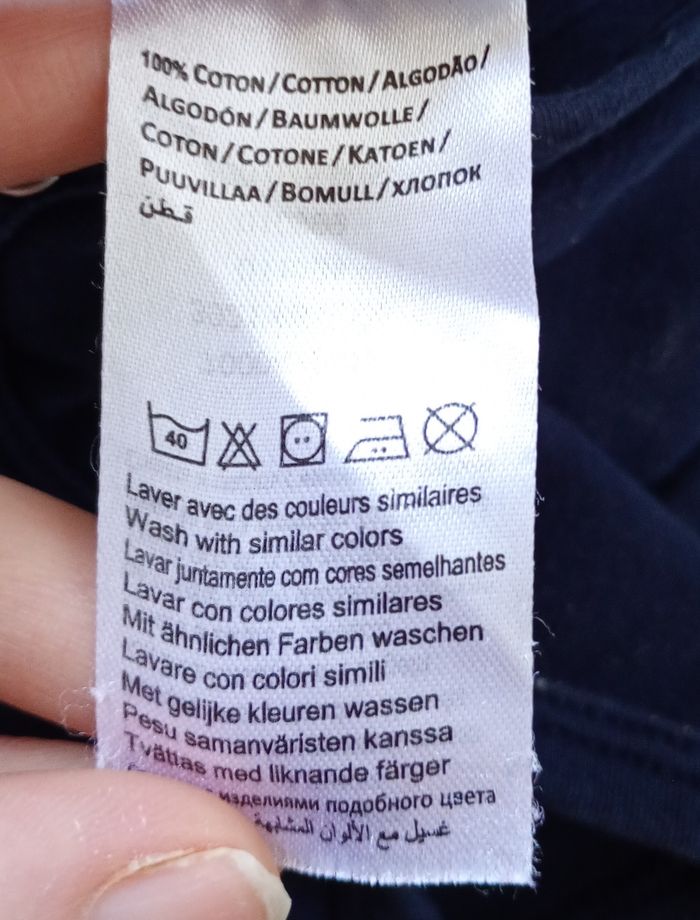 100% COTON/COTTON/ALGODÃO/
ALGODÓN/BAUMWOLLE/
COTON/COTONE/KATOEN/
PUUVILLAA/BOMULL/ХЛОПОК
قطن
40
Laver avec des couleurs similaires
Wash with similar colors
Lavar juntamente com cores semelhantes
Lavar con colores similares
Mit ähnlichen Farben waschen
Lavare con colori simili
Met gelijke kleuren wassen
Pesu samanväristen kanssa
Tvättas med liknande färger
изделиями подобного цвета
غسيل مع الألوان المشابهة